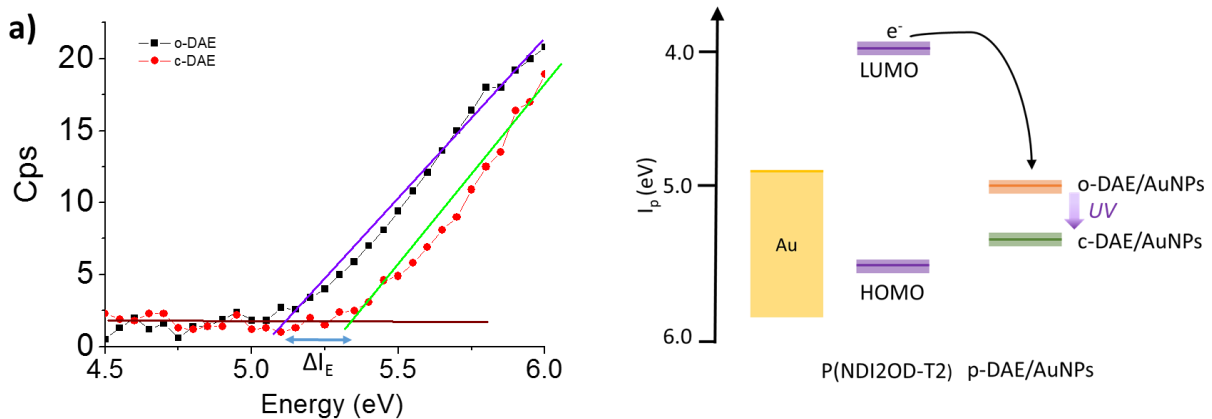 a)
o-DAE
c-DAE
20
15
10
5
0
Cps
4.5 5.0 5.5 6.0
ΔI_E
Energy (eV)
e-
4.0
LUMO
5.0
o-DAE/AuNPs
UV
c-DAE/AuNPs
I_p (eV)
Au
HOMO
6.0
P(NDI2OD-T2) p-DAE/AuNPs